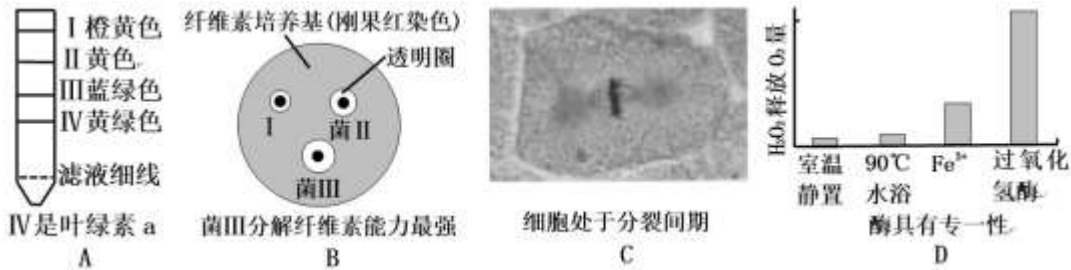 Ⅰ橙黄色
Ⅱ黄色
Ⅲ蓝绿色
Ⅳ黄绿色
滤液细线
Ⅳ是叶绿素 a
A
纤维素培养基(刚果红染色)
透明圈
Ⅰ
菌Ⅱ
菌Ⅲ
菌Ⅲ分解纤维素能力最强
B
细胞处于分裂间期
C
H₂O₂释放 O₂量
室温静置
90℃水浴
Fe³⁺
过氧化氢酶
酶具有专一性
D